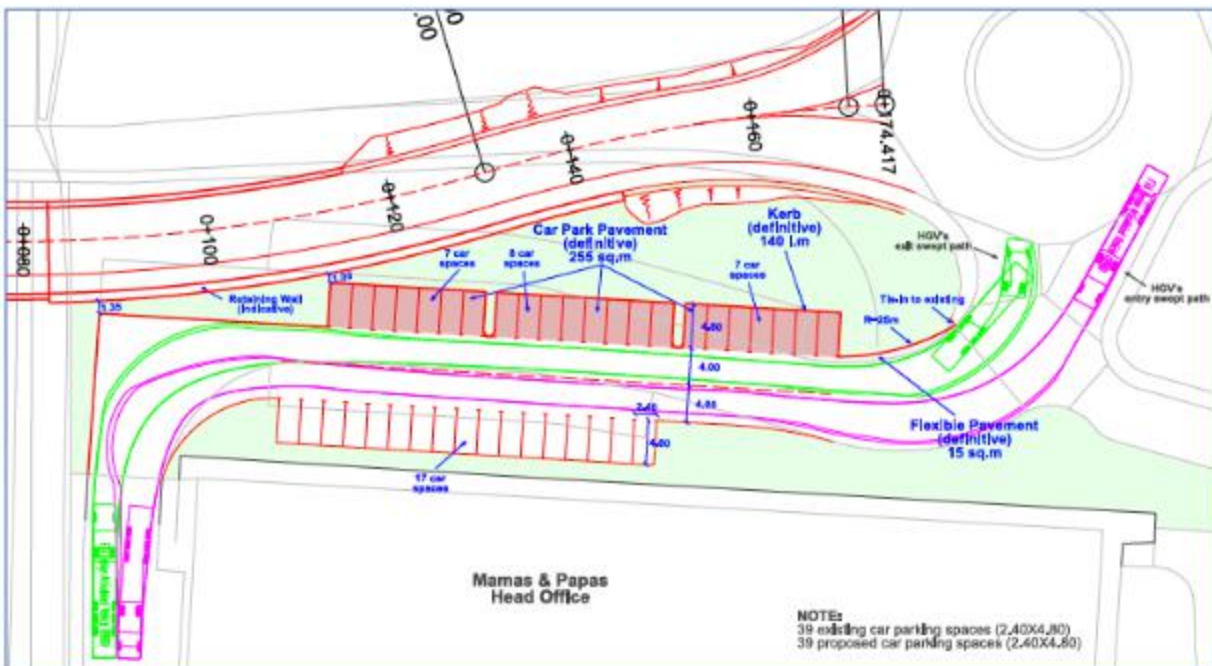 0+080
0+100
0+120
0+140
0+160
0+174.417
.00
Car Park Pavement
(definitive)
255 sq.m
Kerb
(definitive)
140 l.m
7 car
spaces
8 car
spaces
7 car
spaces
HGV's
exit swept path
HGV's
entry swept path
Retaining Wall
(indicative)
Tie-in to existing
R=25m
4.80
4.00
2.40
4.80
Flexible Pavement
(definitive)
15 sq.m
17 car
spaces
Mamas & Papas
Head Office
NOTE:
39 existing car parking spaces (2.40X4.80)
39 proposed car parking spaces (2.40X4.80)